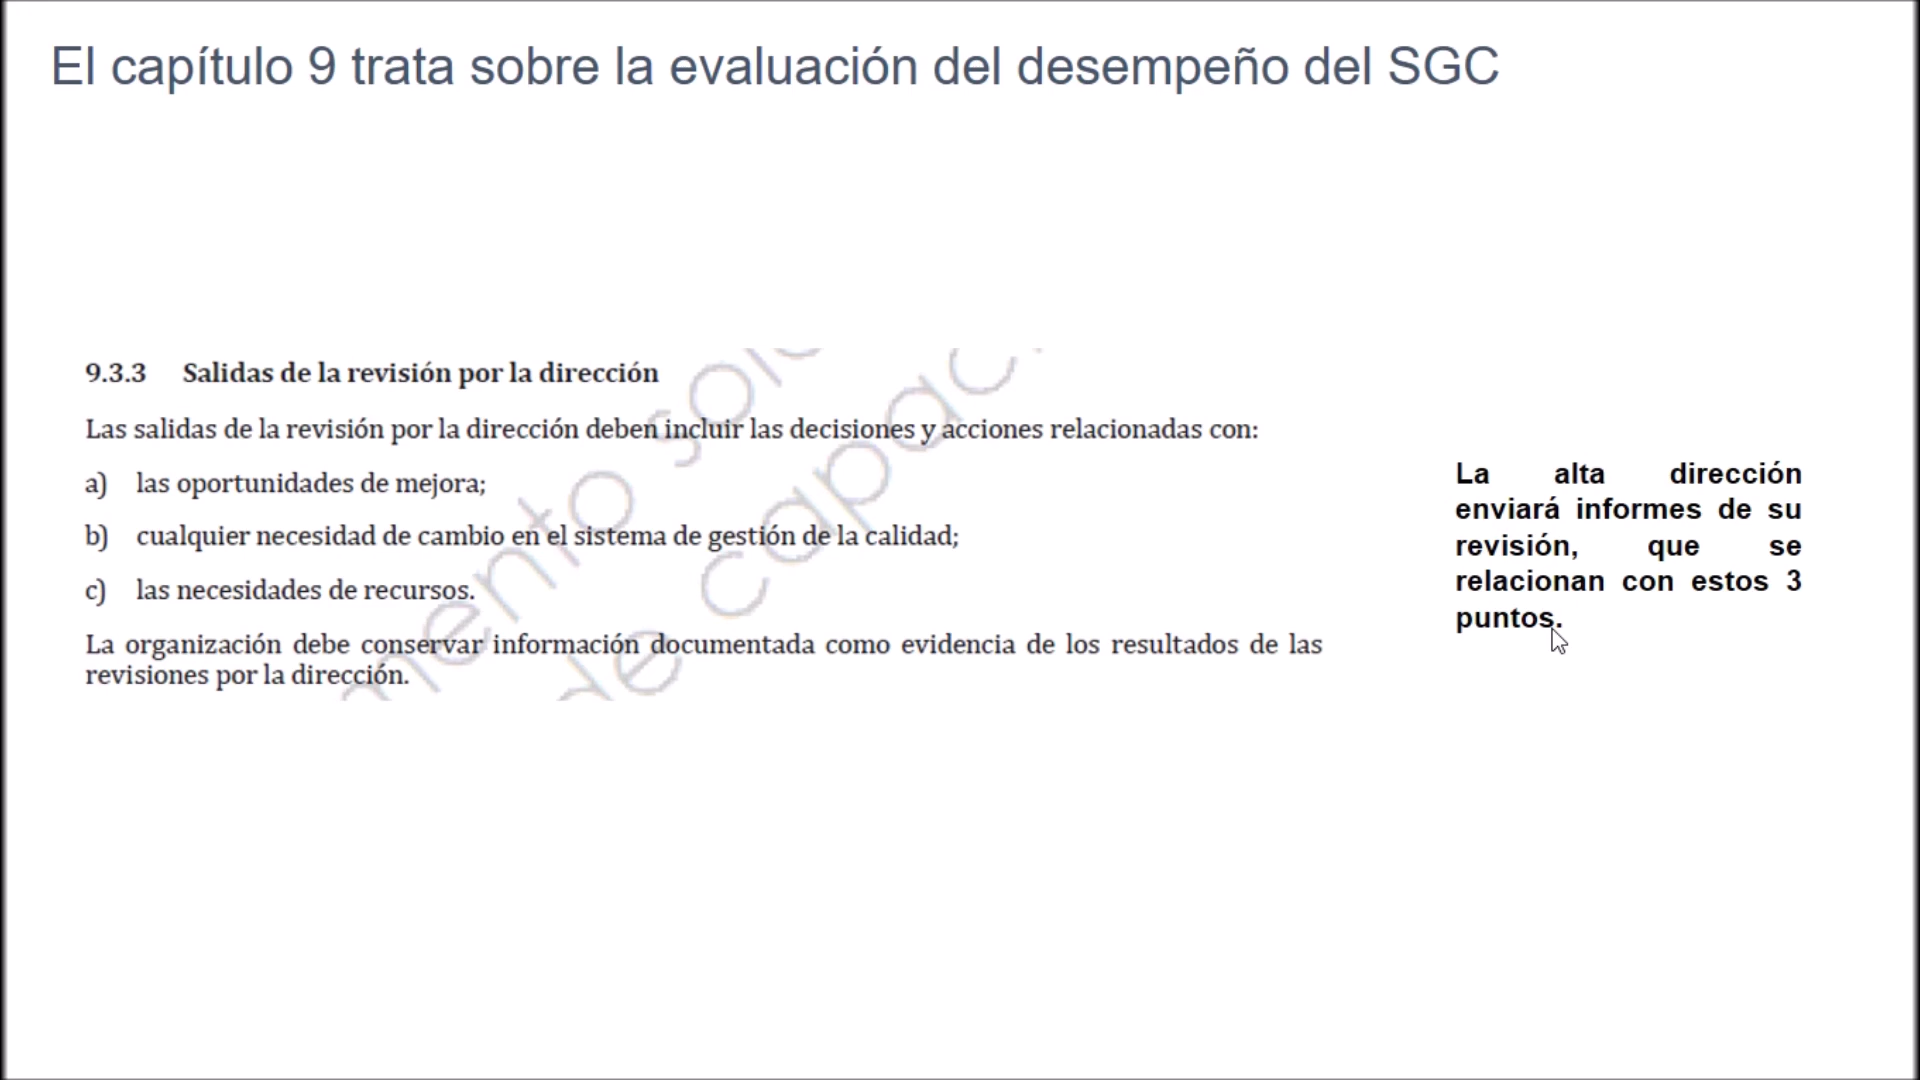 El capítulo 9 trata sobre la evaluación del desempeño del SGC
9.3.3 Salidas de la revisión por la dirección
Las salidas de la revisión por la dirección deben incluir las decisiones y acciones relacionadas con:
a) las oportunidades de mejora;
b) cualquier necesidad de cambio en el sistema de gestión de la calidad;
c) las necesidades de recursos.
La organización debe conservar información documentada como evidencia de los resultados de las
revisiones por la dirección.
La alta dirección
enviará informes de su
revisión, que se
relacionan con estos 3
puntos.